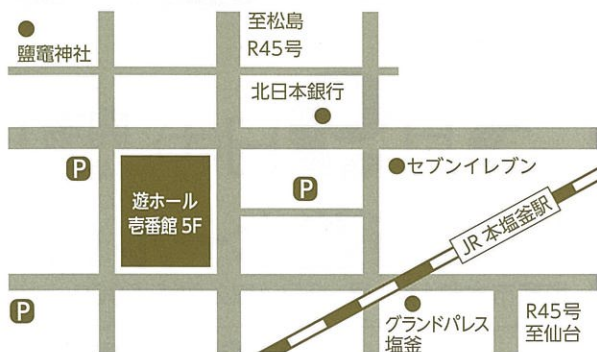 鹽竈神社
至松島
R45号
北日本銀行
P
遊ホール
壱番館 5F
P
セブンイレブン
JR 本塩釜駅
P
グランドパレス
塩釜
R45号
至仙台